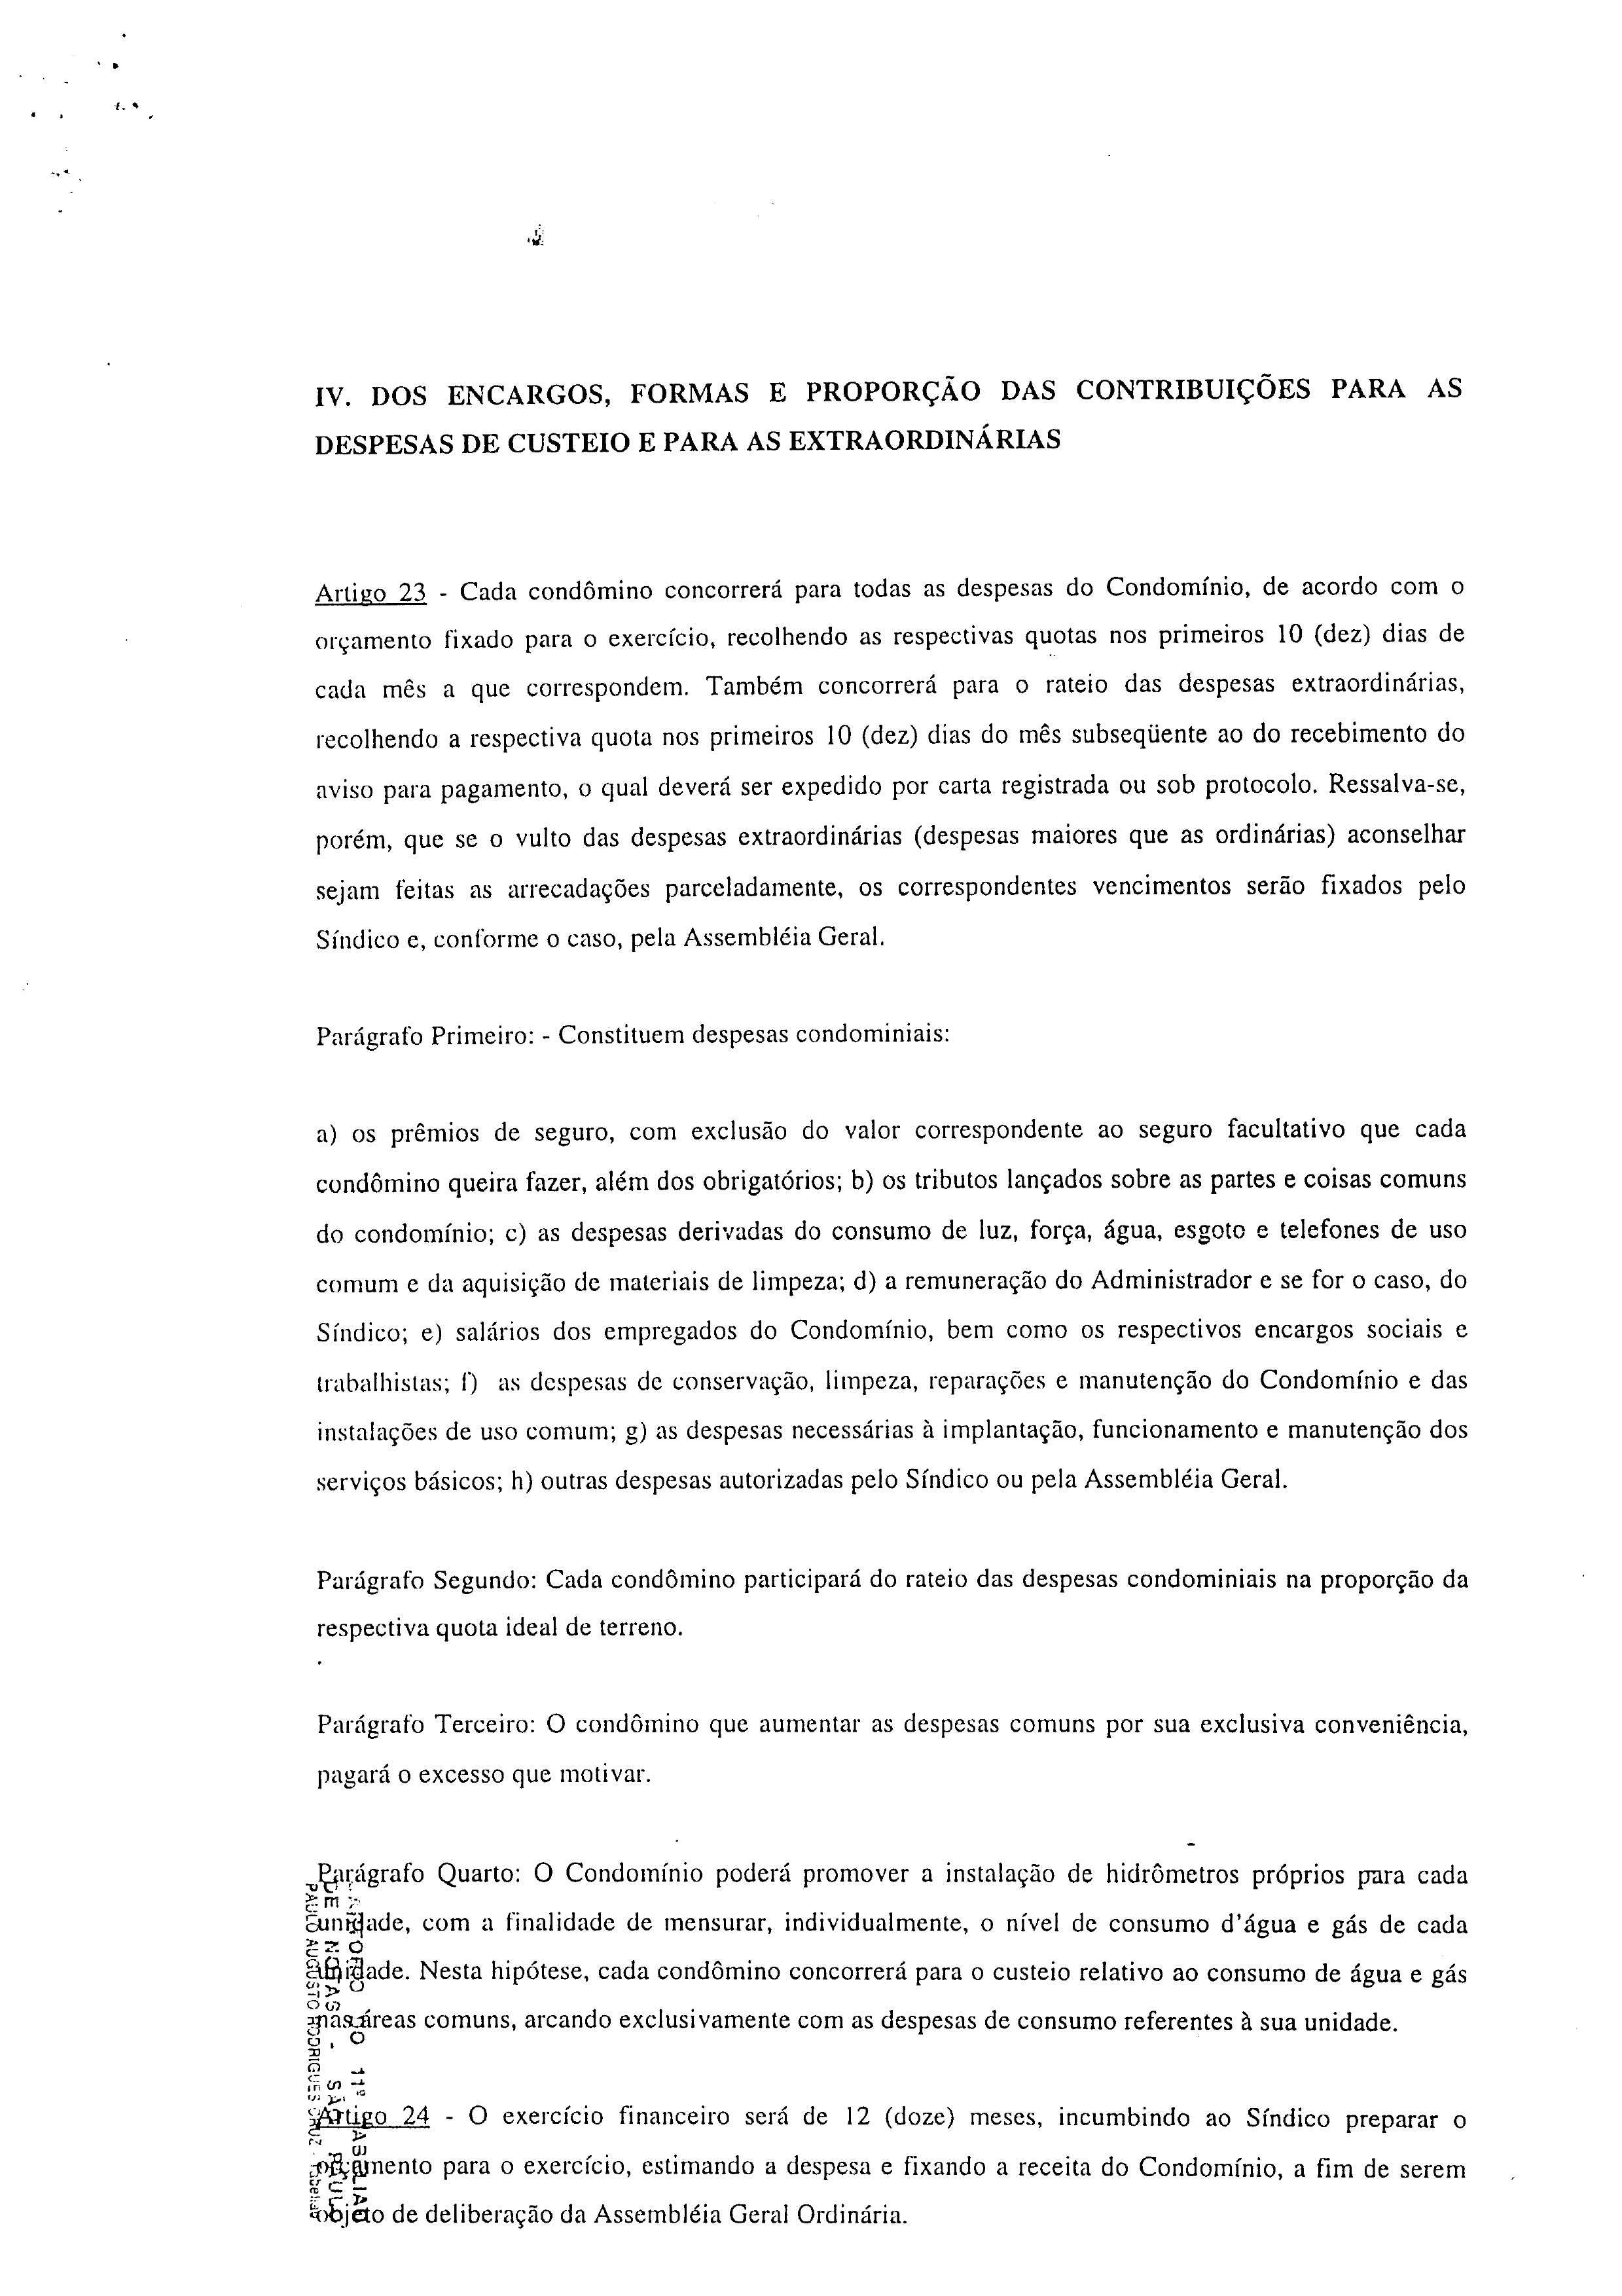 IV. DOS ENCARGOS, FORMAS E PROPORÇÃO DAS CONTRIBUIÇÕES PARA AS
DESPESAS DE CUSTEIO E PARA AS EXTRAORDINÁRIAS
Artigo 23 - Cada condômino concorrerá para todas as despesas do Condomínio, de acordo com o
orçamento fixado para o exercício, recolhendo as respectivas quotas nos primeiros 10 (dez) dias de
cada mês a que correspondem. Também concorrerá para o rateio das despesas extraordinárias,
recolhendo a respectiva quota nos primeiros 10 (dez) dias do mês subseqüente ao do recebimento do
aviso para pagamento, o qual deverá ser expedido por carta registrada ou sob protocolo. Ressalva-se,
porém, que se o vulto das despesas extraordinárias (despesas maiores que as ordinárias) aconselhar
sejam feitas as arrecadações parceladamente, os correspondentes vencimentos serão fixados pelo
Síndico e, conforme o caso, pela Assembléia Geral.
Parágrafo Primeiro: - Constituem despesas condominiais:
a) os prêmios de seguro, com exclusão do valor correspondente ao seguro facultativo que cada
condômino queira fazer, além dos obrigatórios; b) os tributos lançados sobre as partes e coisas comuns
do condomínio; c) as despesas derivadas do consumo de luz, força, água, esgoto e telefones de uso
comum e da aquisição de materiais de limpeza; d) a remuneração do Administrador e se for o caso, do
Síndico; e) salários dos empregados do Condomínio, bem como os respectivos encargos sociais e
trabalhistas; f) as despesas de conservação, limpeza, reparações e manutenção do Condomínio e das
instalações de uso comum; g) as despesas necessárias à implantação, funcionamento e manutenção dos
serviços básicos; h) outras despesas autorizadas pelo Síndico ou pela Assembléia Geral.
Parágrafo Segundo: Cada condômino participará do rateio das despesas condominiais na proporção da
respectiva quota ideal de terreno.
Parágrafo Terceiro: O condômino que aumentar as despesas comuns por sua exclusiva conveniência,
pagará o excesso que motivar.
Parágrafo Quarto: O Condomínio poderá promover a instalação de hidrômetros próprios para cada
unidade, com a finalidade de mensurar, individualmente, o nível de consumo d'água e gás de cada
unidade. Nesta hipótese, cada condômino concorrerá para o custeio relativo ao consumo de água e gás
nas áreas comuns, arcando exclusivamente com as despesas de consumo referentes à sua unidade.
Artigo 24 - O exercício financeiro será de 12 (doze) meses, incumbindo ao Síndico preparar o
orçamento para o exercício, estimando a despesa e fixando a receita do Condomínio, a fim de serem
objeto de deliberação da Assembléia Geral Ordinária.
11º
DE NOTAS - SÃO
PAULO AUGUSTO RODRIGUES CRUZ